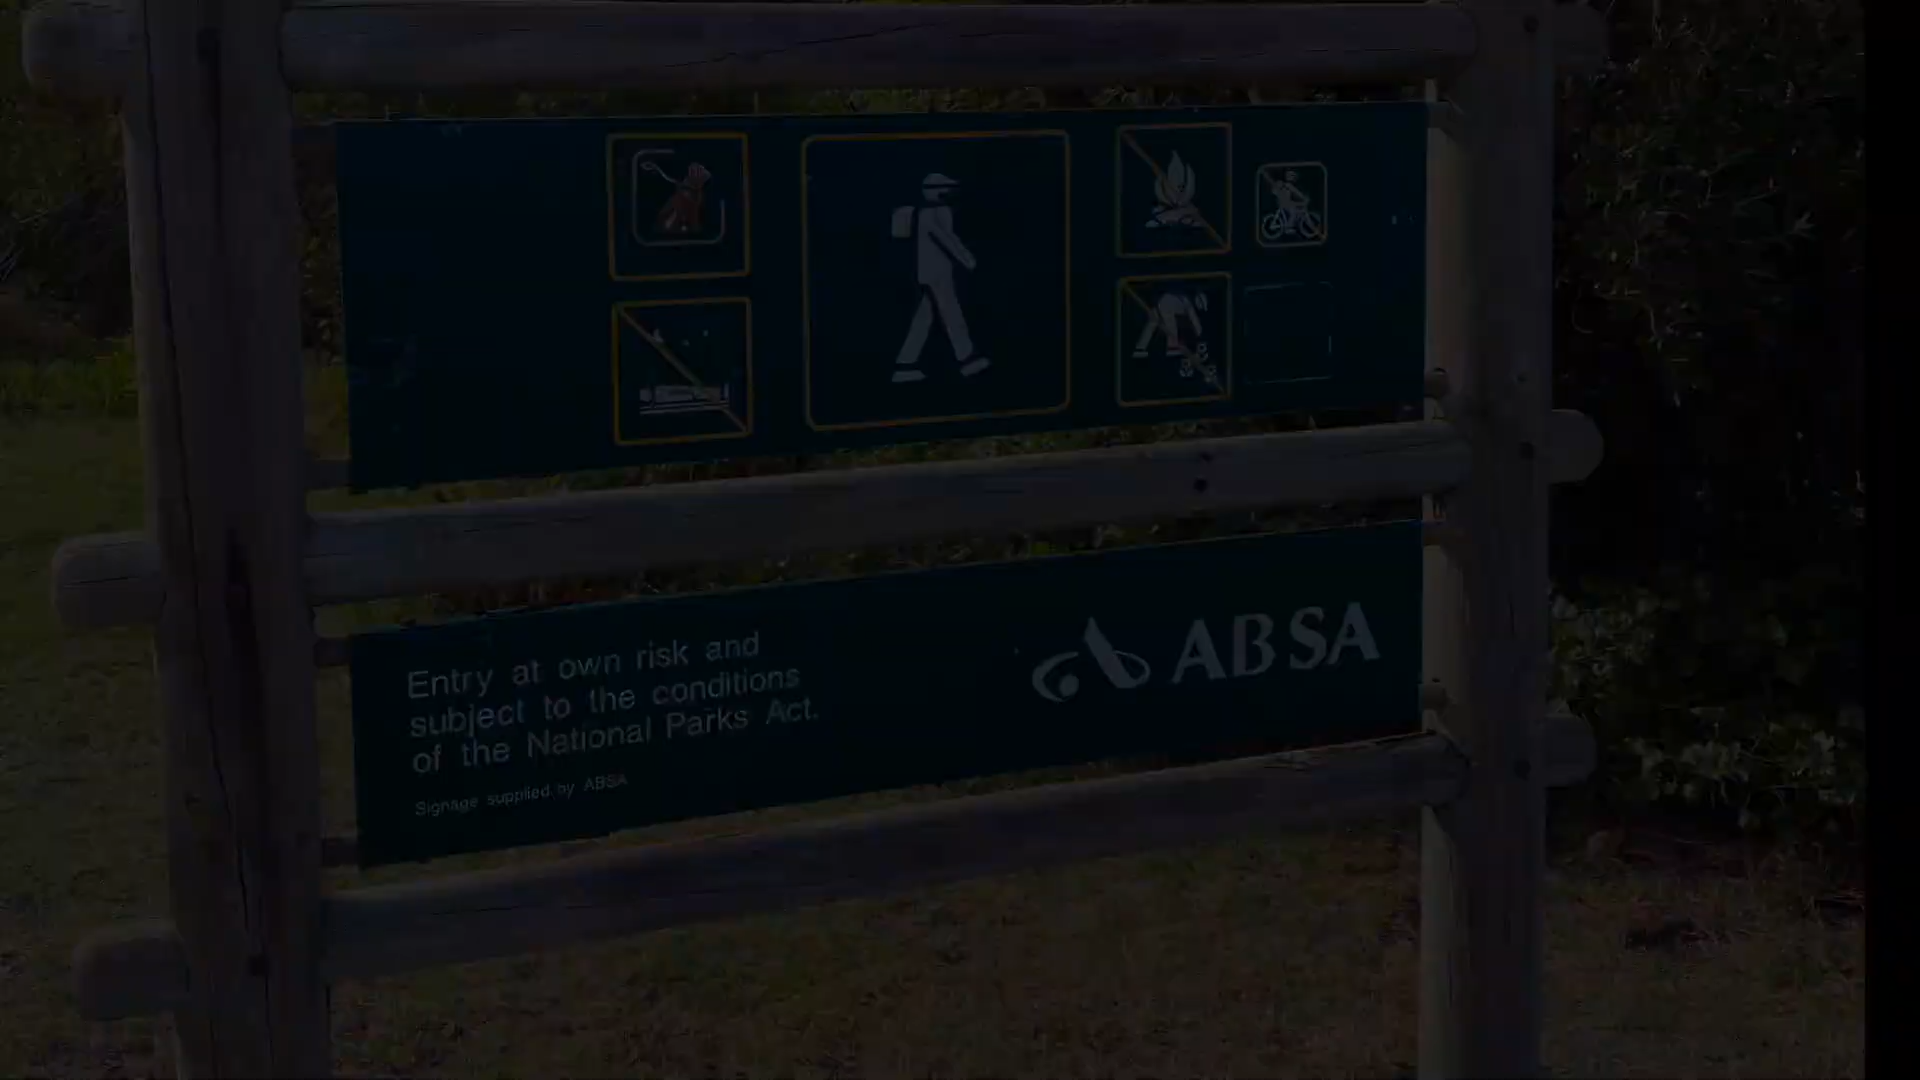 Entry at own risk and
subject to the conditions
of the National Parks Act.
Signage supplied by ABSA
ABSA